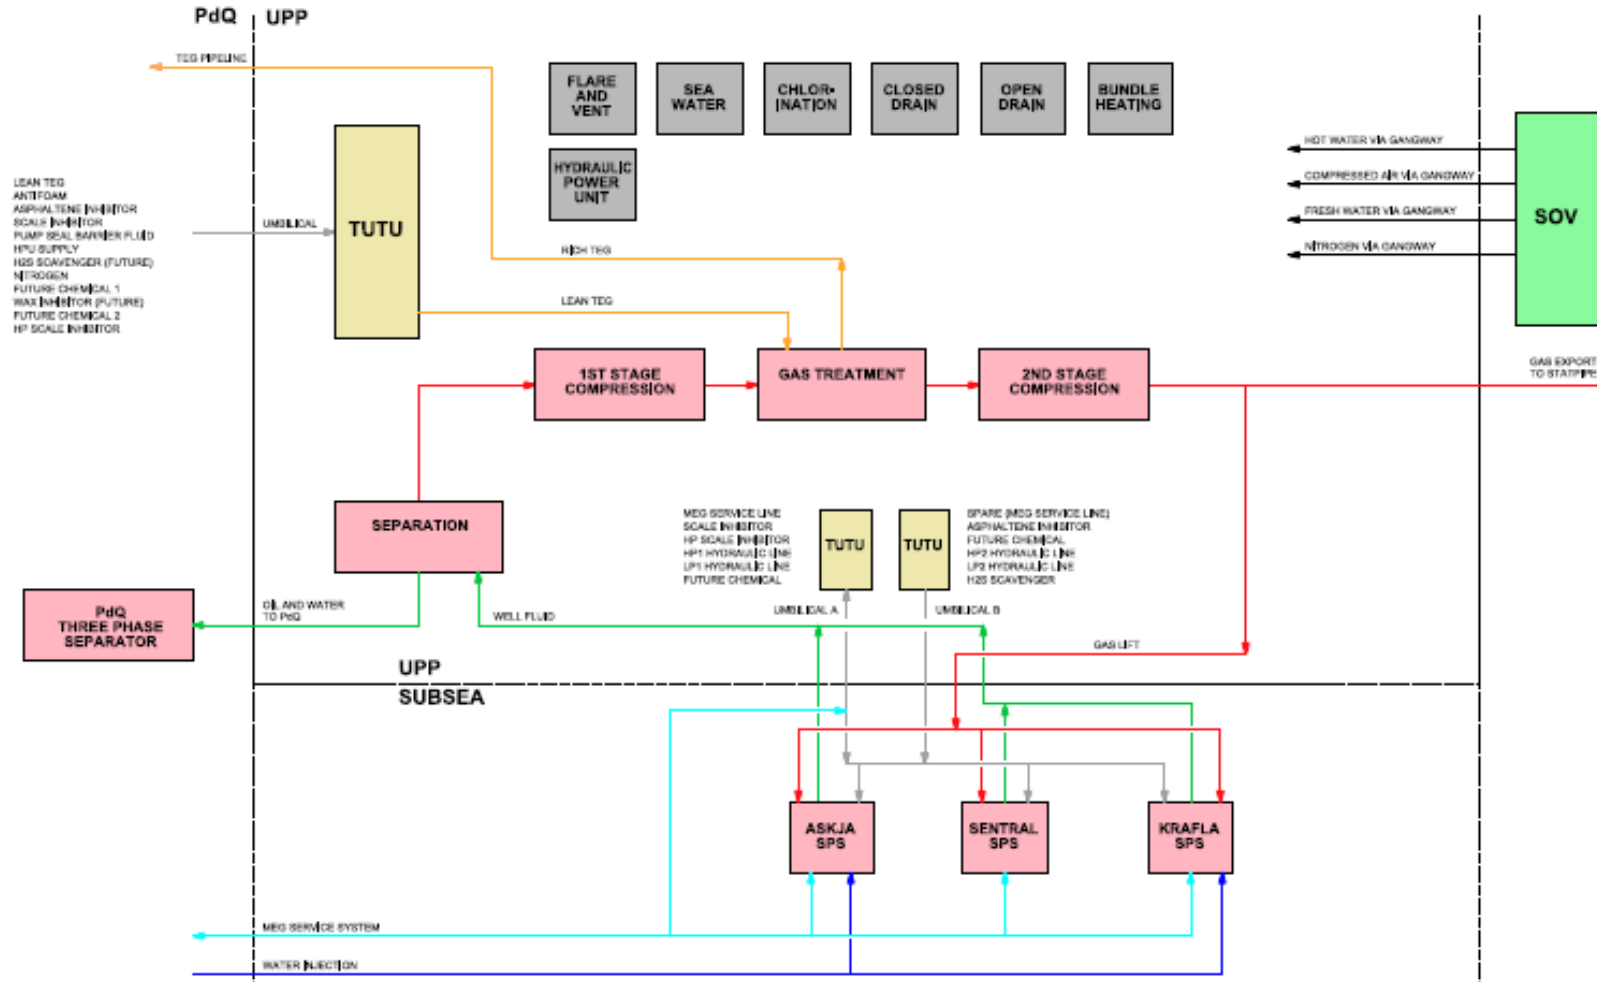 PdQ
UPP
TEG PIPELINE
FLARE
AND
VENT
SEA
WATER
CHLOR-
INATION
CLOSED
DRAIN
OPEN
DRAIN
BUNDLE
HEATING
HYDRAULIC
POWER
UNIT
HOT WATER VIA GANGWAY
COMPRESSED AIR VIA GANGWAY
FRESH WATER VIA GANGWAY
NITROGEN VIA GANGWAY
SOV
LEAN TEG
ANTIFOAM
ASPHALTENE INHIBITOR
SCALE INHIBITOR
PUMP SEAL BARRIER FLUID
HPU SUPPLY
H2S SCAVENGER (FUTURE)
NITROGEN
FUTURE CHEMICAL 1
WAX INHIBITOR (FUTURE)
FUTURE CHEMICAL 2
HP SCALE INHIBITOR
UMBILICAL
TUTU
RICH TEG
LEAN TEG
1ST STAGE
COMPRESSION
GAS TREATMENT
2ND STAGE
COMPRESSION
GAS EXPORT
TO STATPIPE
SEPARATION
MEG SERVICE LINE
SCALE INHIBITOR
HP SCALE INHIBITOR
HP1 HYDRAULIC LINE
LP1 HYDRAULIC LINE
FUTURE CHEMICAL
TUTU
TUTU
SPARE (MEG SERVICE LINE)
ASPHALTENE INHIBITOR
FUTURE CHEMICAL
HP2 HYDRAULIC LINE
LP2 HYDRAULIC LINE
H2S SCAVENGER
PdQ
THREE PHASE
SEPARATOR
OIL AND WATER
TO PdQ
WELL FLUID
UMBILICAL A
UMBILICAL B
GAS LIFT
UPP
SUBSEA
ASKJA
SPS
SENTRAL
SPS
KRAFLA
SPS
MEG SERVICE SYSTEM
WATER INJECTION